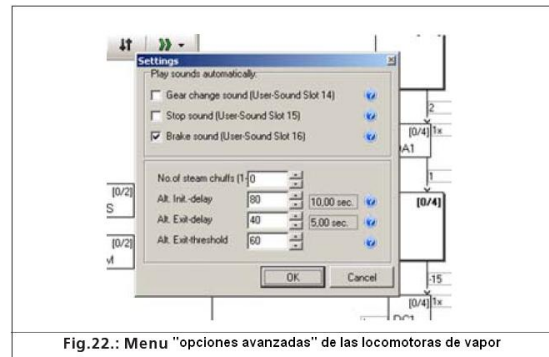 Settings
Play sounds automatically:
Gear change sound (User-Sound Slot 14)
Stop sound (User-Sound Slot 15)
Brake sound (User-Sound Slot 16)
No.of steam chuffs (1- 0
Alt. Init.-delay 80 10,00 sec.
Alt. Exit-delay 40 5,00 sec.
Alt. Exit-threshold 60
OK Cancel
2
[0/4] 1x
A1
1
[0/2]
S
[0/4]
[0/2]
-15
[0/4] 1x
DC1
Fig.22.: Menu "opciones avanzadas" de las locomotoras de vapor